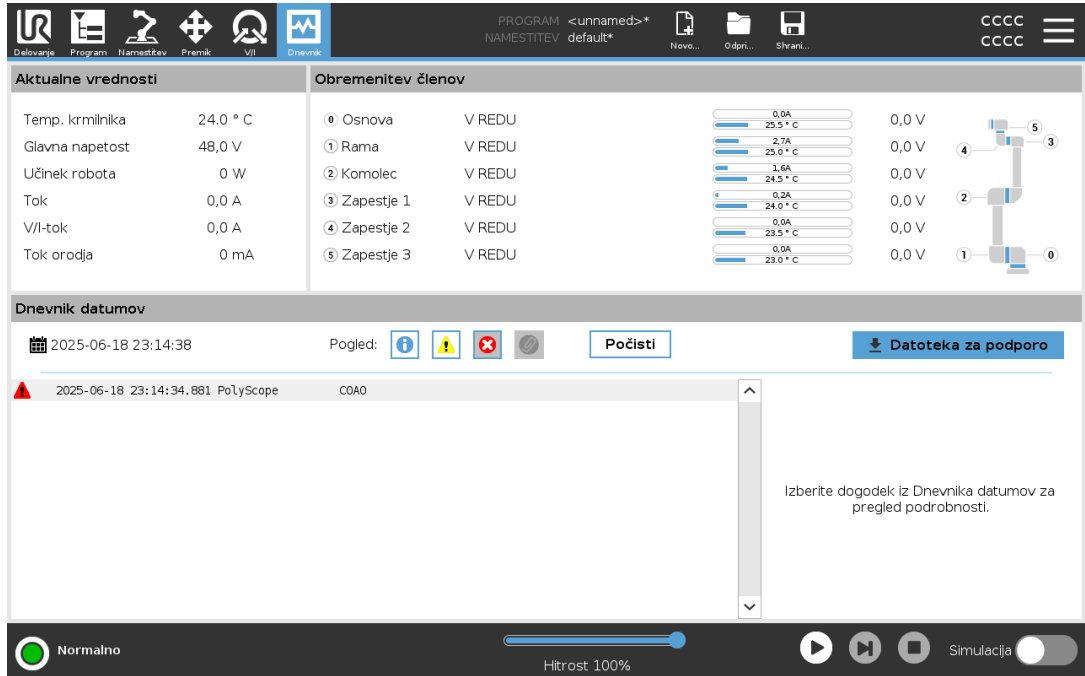 PROGRAM <unnamed>*
NAMESTITEV default*
cccc
cccc
UR
Delovanje Program Namestitev Premik V/I Dnevnik Novo... Odpri... Shrani...
Aktualne vrednosti Obremenitev členov
Temp. krmilnika 24.0 ° C 0 Osnova V REDU 0,0A 25.5 ° C 0,0 V
Glavna napetost 48,0 V 1 Rama V REDU 2,7A 25.0 ° C 0,0 V
Učinek robota 0 W 2 Komolec V REDU 1,6A 24.5 ° C 0,0 V
Tok 0,0 A 3 Zapestje 1 V REDU 0,2A 24.0 ° C 0,0 V
V/I-tok 0,0 A 4 Zapestje 2 V REDU 0,0A 23.5 ° C 0,0 V
Tok orodja 0 mA 5 Zapestje 3 V REDU 0,0A 23.0 ° C 0,0 V
5
4 3
2
1 0
Dnevnik datumov
2025-06-18 23:14:38 Pogled: Počisti Datoteka za podporo
2025-06-18 23:14:34.881 PolyScope C0A0
Izberite dogodek iz Dnevnika datumov za
pregled podrobnosti.
Normalno
Hitrost 100%
Simulacija